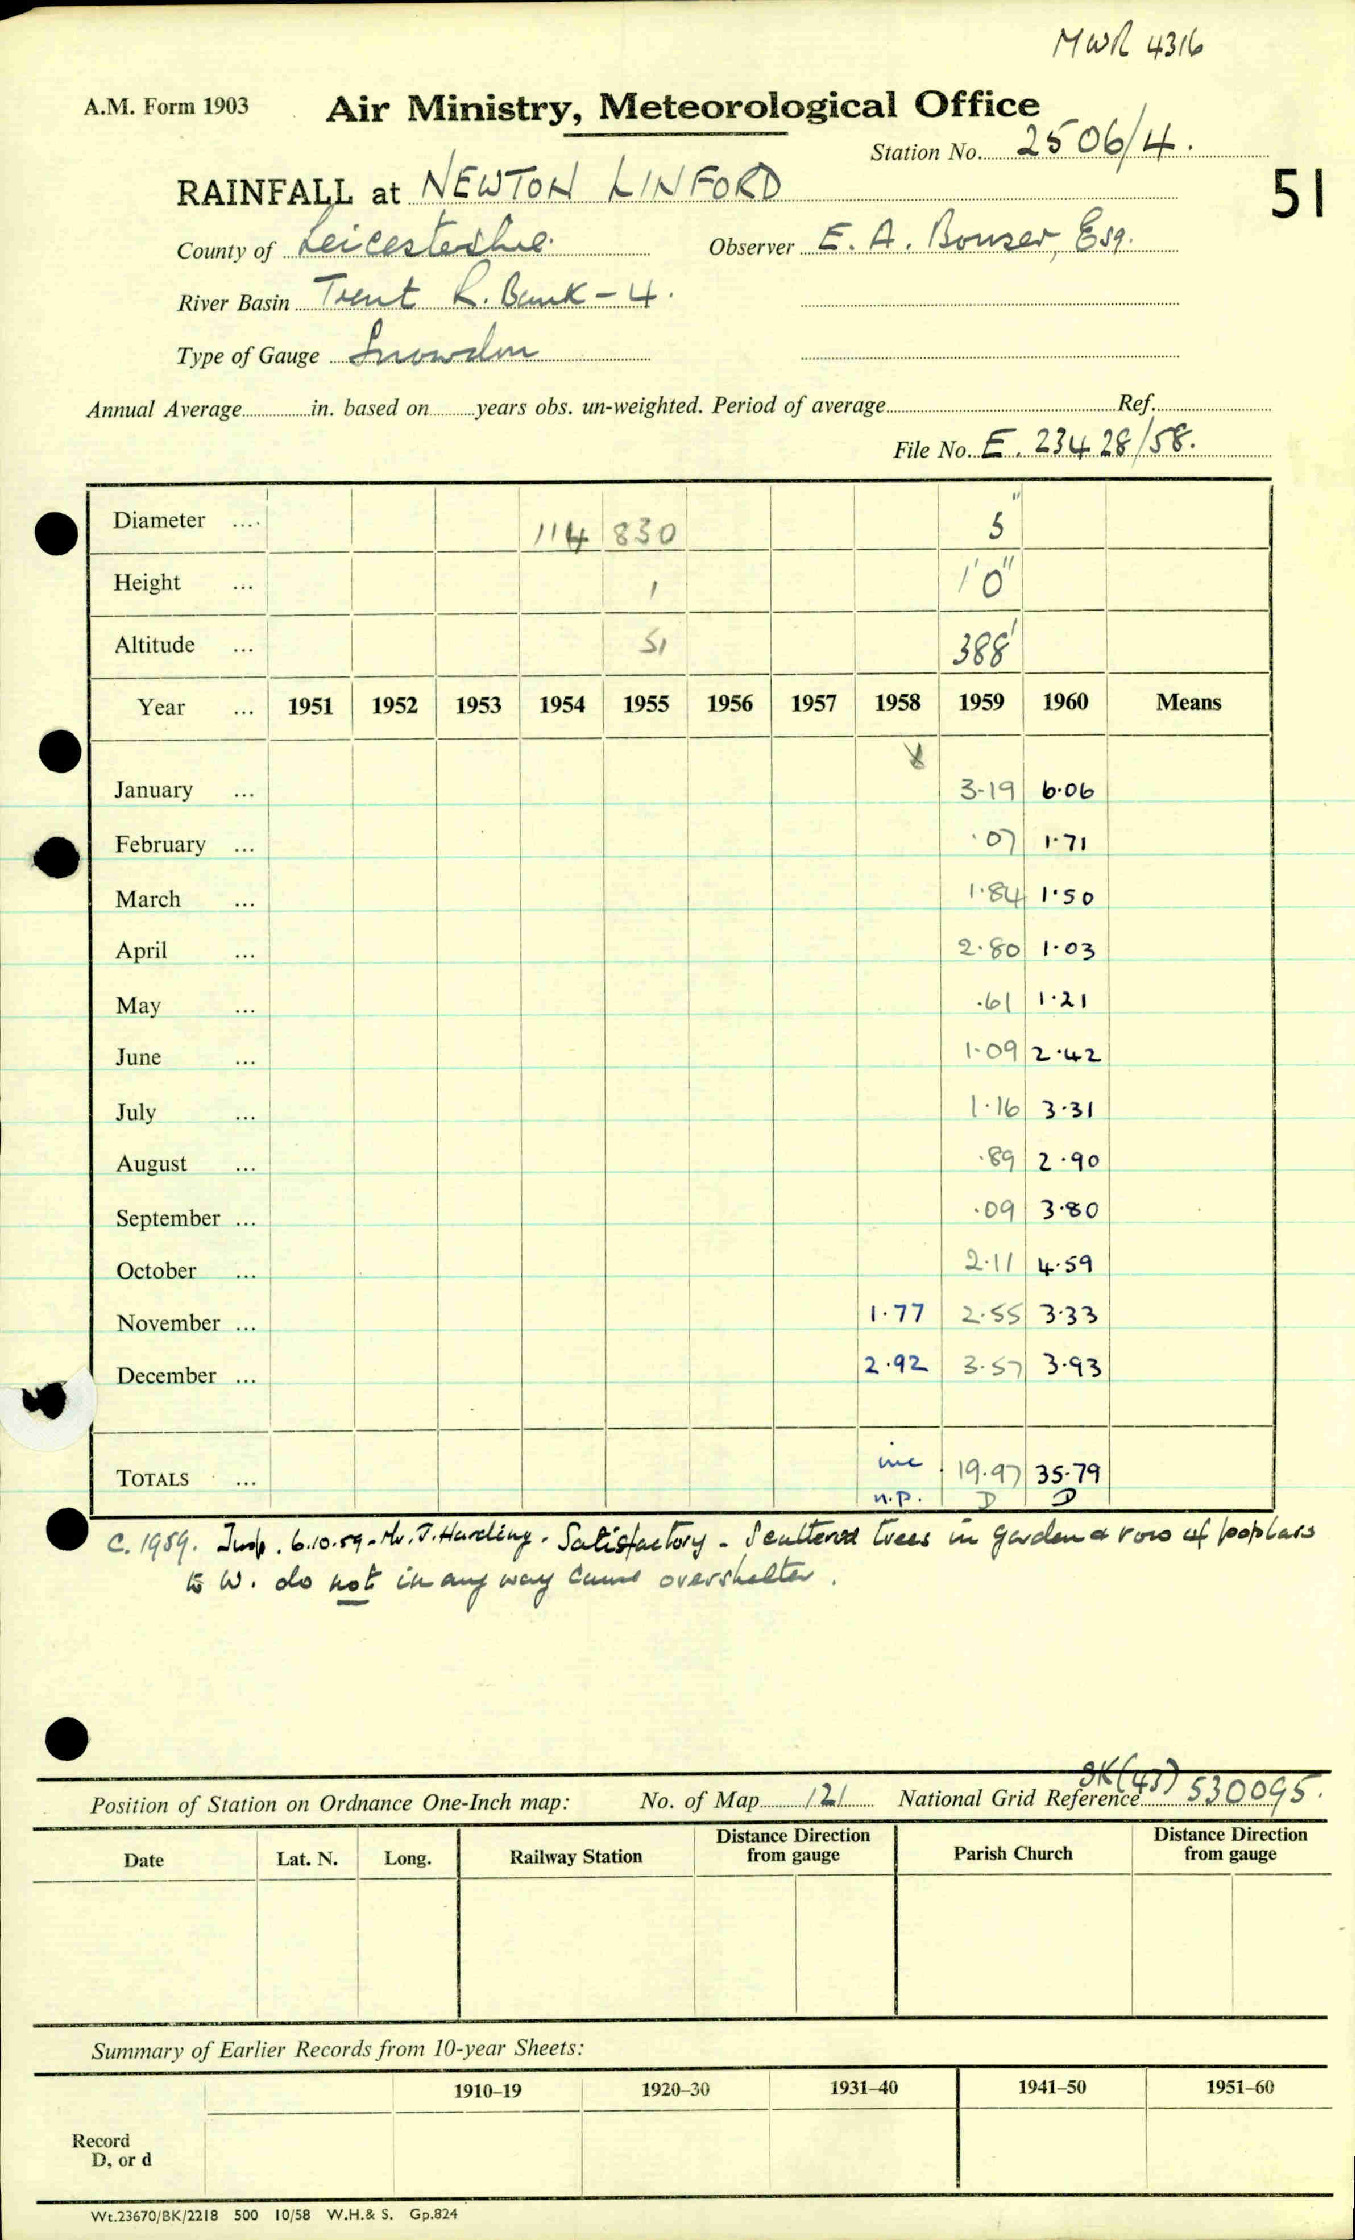 MWR 4316
A.M. Form 1903 Air Ministry, Meteorological Office
Station No. 2506/4.
51
RAINFALL at NEWTON LINFORD
County of Leicestershire. Observer E. A. Bowser, Esq.
River Basin Trent R. Bank - 4.
Type of Gauge Snowdon
Annual Average in. based on years obs. un-weighted. Period of average Ref.
File No. E. 23428/58.
Diameter .... 114 830 5"
Height ... 1 1'0"
Altitude ... 51 388'
Year ... 1951 1952 1953 1954 1955 1956 1957 1958 1959 1960 Means
January ... 3.19 6.06
February ... .07 1.71
March ... 1.84 1.50
April ... 2.80 1.03
May ... .61 1.21
June ... 1.09 2.42
July ... 1.16 3.31
August ... .89 2.90
September ... .09 3.80
October ... 2.11 4.59
November ... 1.77 2.55 3.33
December ... 2.92 3.57 3.93
TOTALS ... inc 19.97 35.79
n.p. D D
C. 1959. Insp. 6.10.59 - Mr. J. Harding - Satisfactory - Scattered trees in garden & row of poplars
to W. do not in any way cause overshelter.
Position of Station on Ordnance One-Inch map: No. of Map 121 National Grid Reference SK(43) 530095.
Date Lat. N. Long. Railway Station Distance Direction from gauge Parish Church Distance Direction from gauge
Summary of Earlier Records from 10-year Sheets:
1910–19 1920–30 1931–40 1941–50 1951–60
Record
D, or d
Wt.23670/BK/2218 500 10/58 W.H.& S. Gp.824